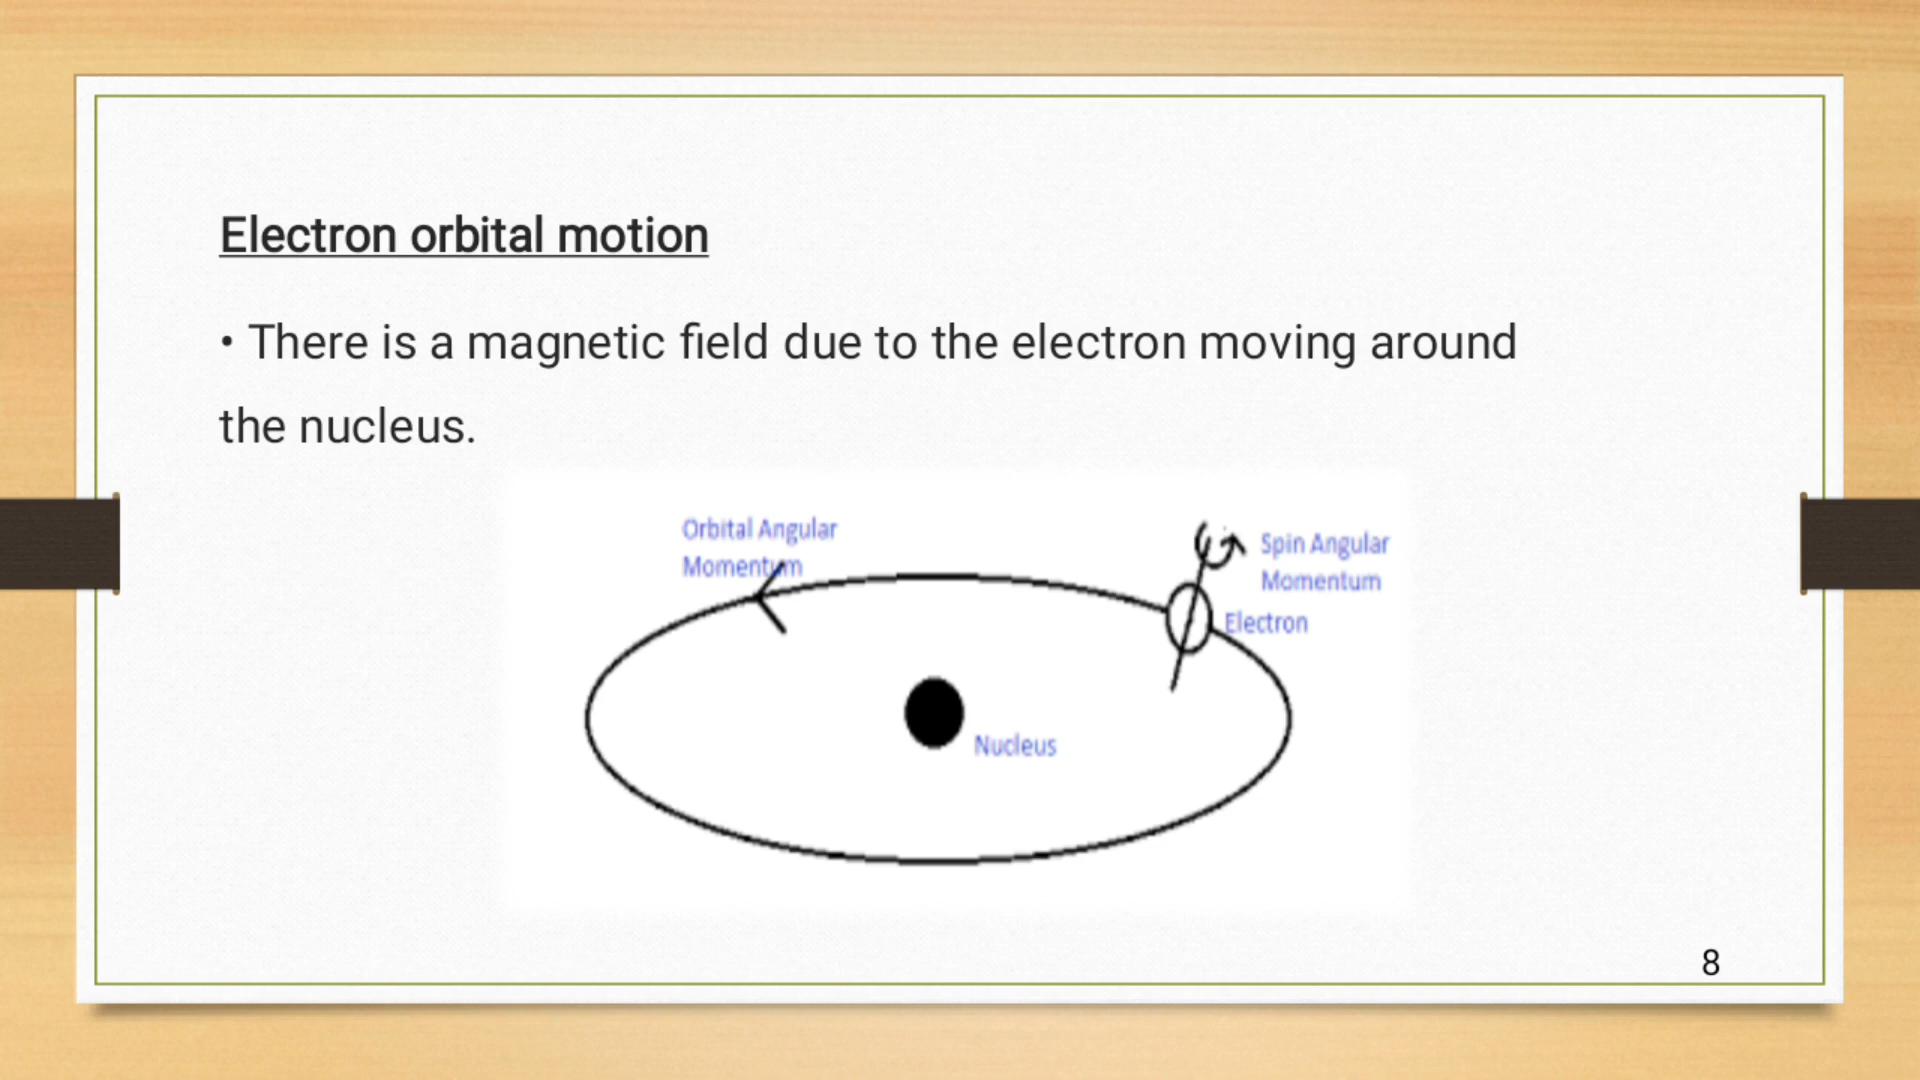 Electron orbital motion
• There is a magnetic field due to the electron moving around
the nucleus.
Orbital Angular
Momentum
Spin Angular
Momentum
Electron
Nucleus
8